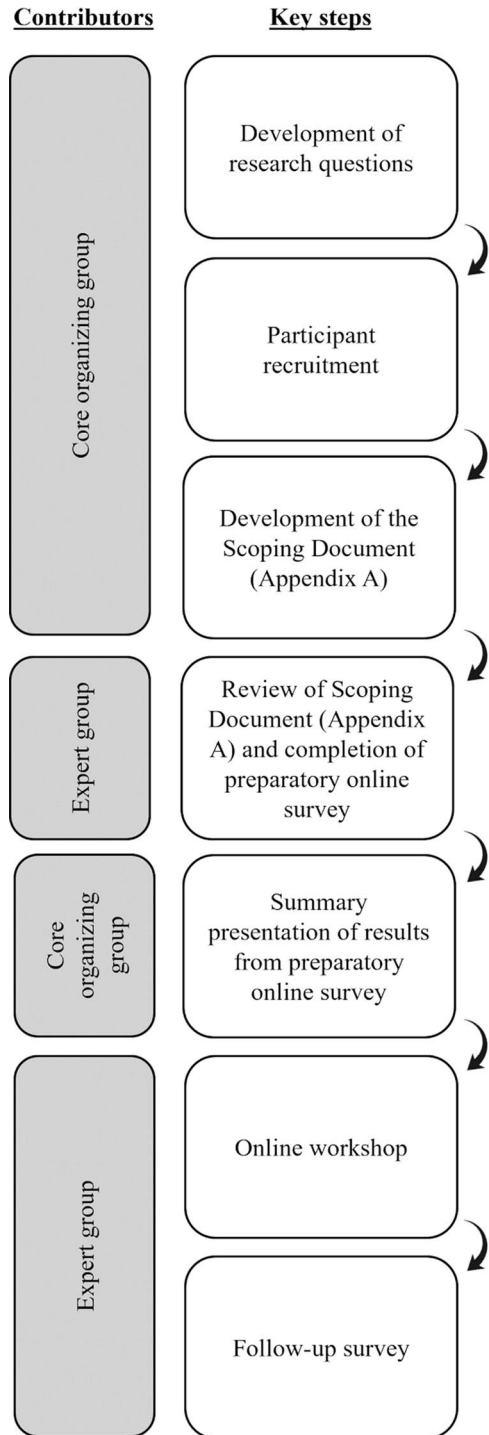 Contributors
Key steps
Core organizing group
Development of
research questions
Participant
recruitment
Development of the
Scoping Document
(Appendix A)
Expert group
Review of Scoping
Document (Appendix
A) and completion of
preparatory online
survey
Core
organizing
group
Summary
presentation of results
from preparatory
online survey
Expert group
Online workshop
Follow-up survey